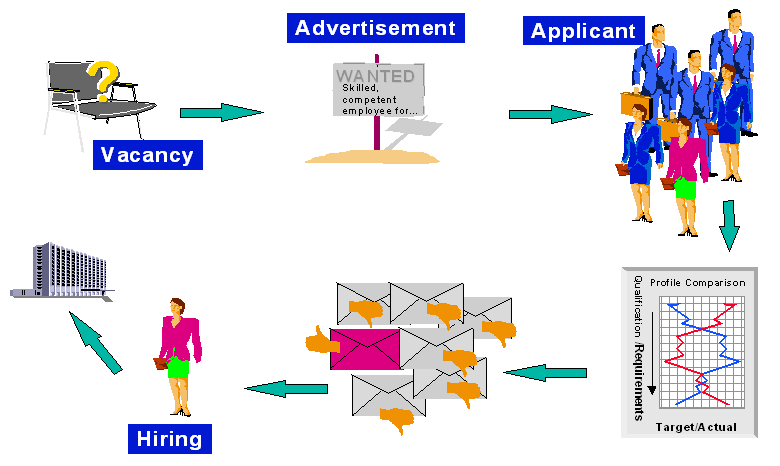 Advertisement
Applicant
WANTED
Skilled,
competent
employee for...
Vacancy
Profile Comparison
Qualification /Requirements
Target/Actual
Hiring